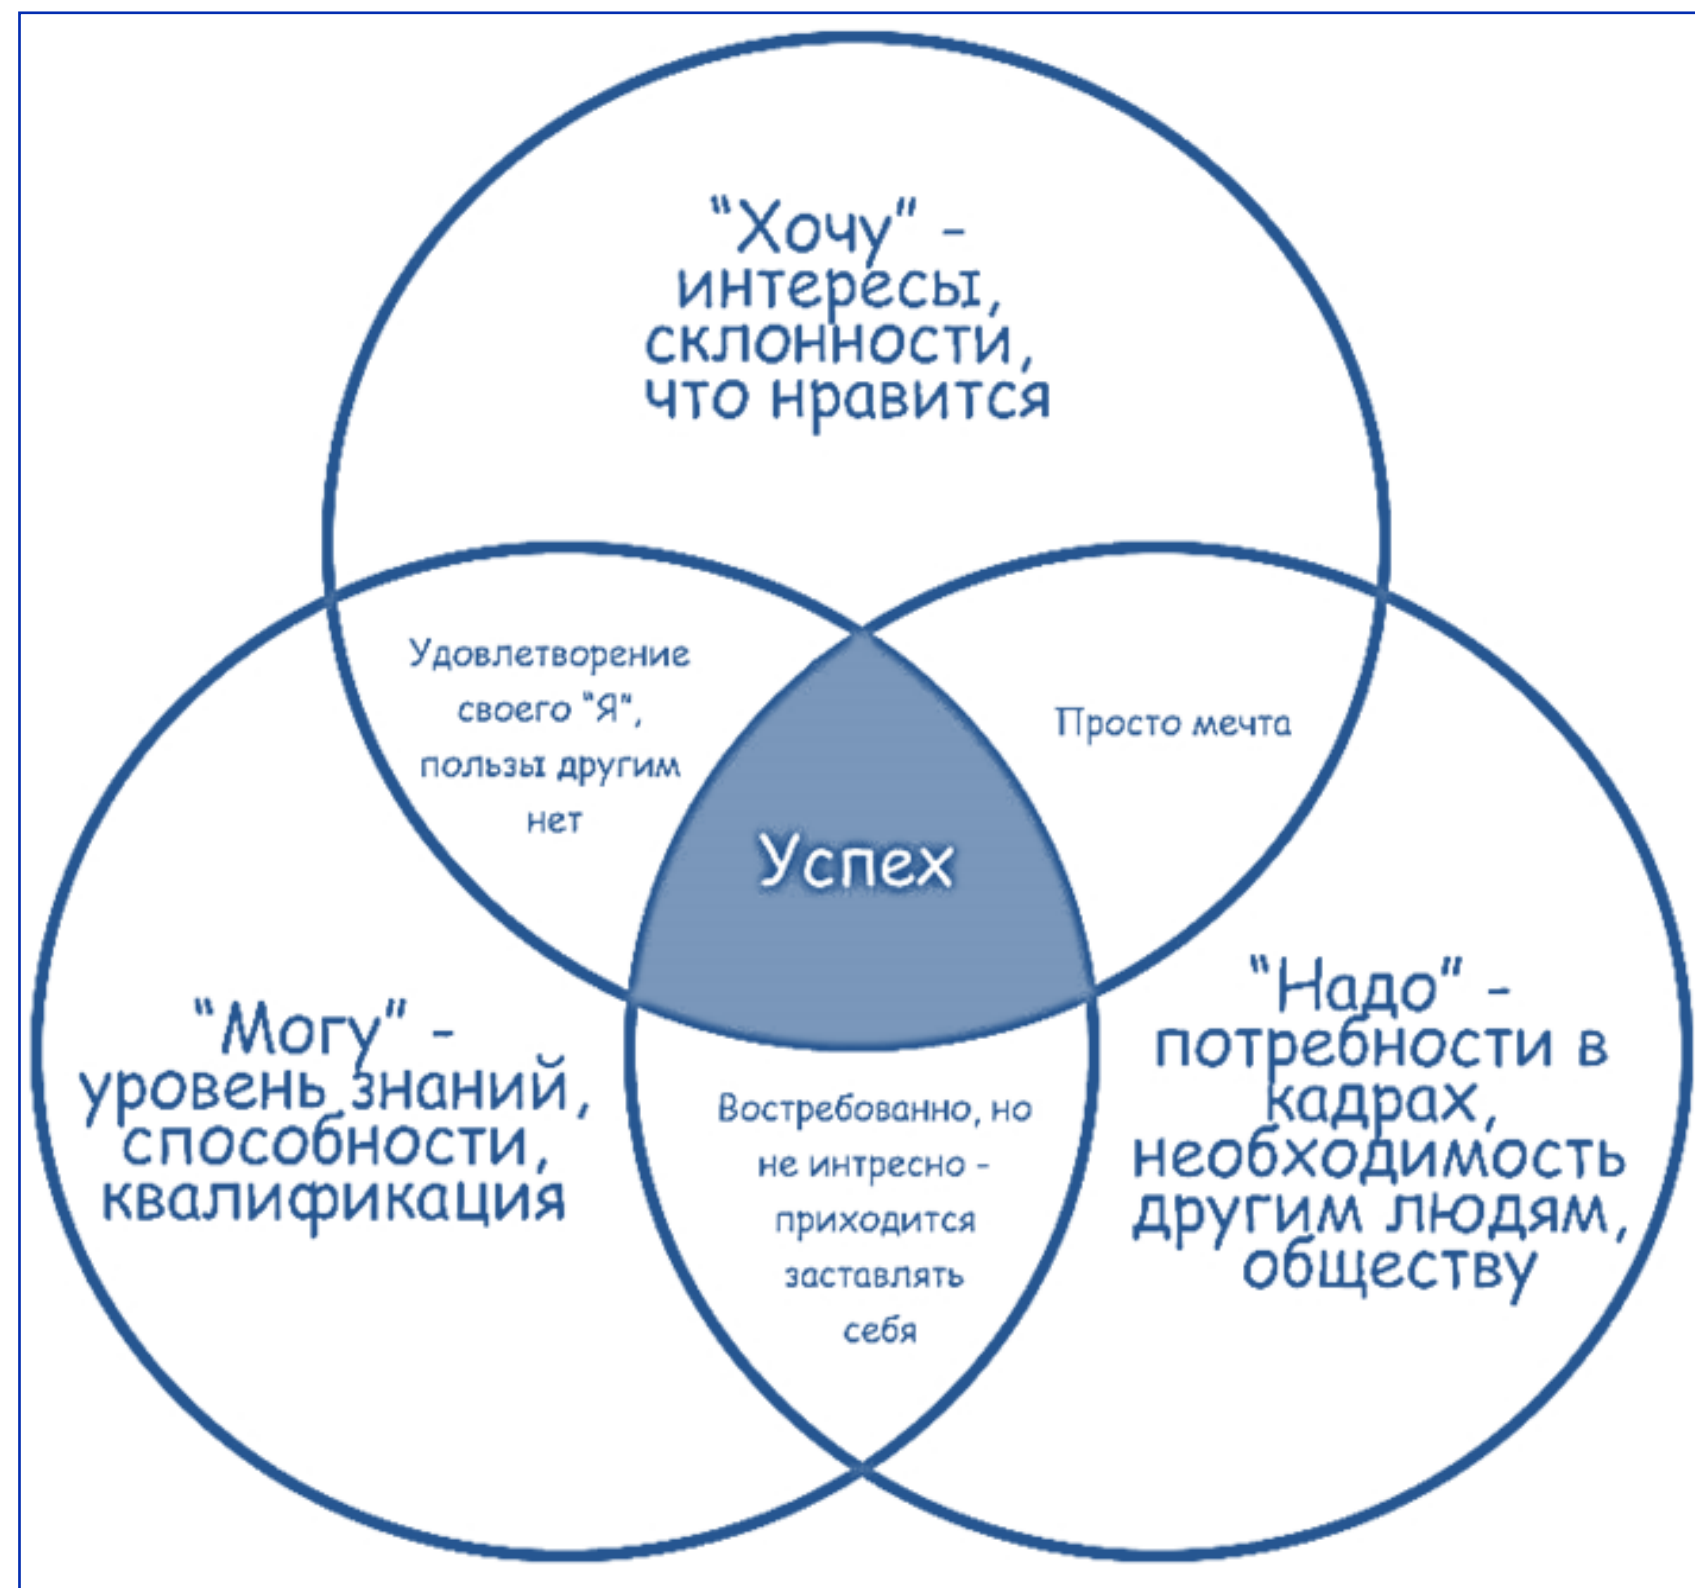 “Хочу” -
интересы,
склонности,
что нравится
Удовлетворение
своего “Я”,
пользы другим
нет
Просто мечта
Успех
“Могу” -
уровень знаний,
способности,
квалификация
“Надо” -
потребности в
кадрах,
необходимость
другим людям,
обществу
Востребованно, но
не интресно -
приходится
заставлять
себя